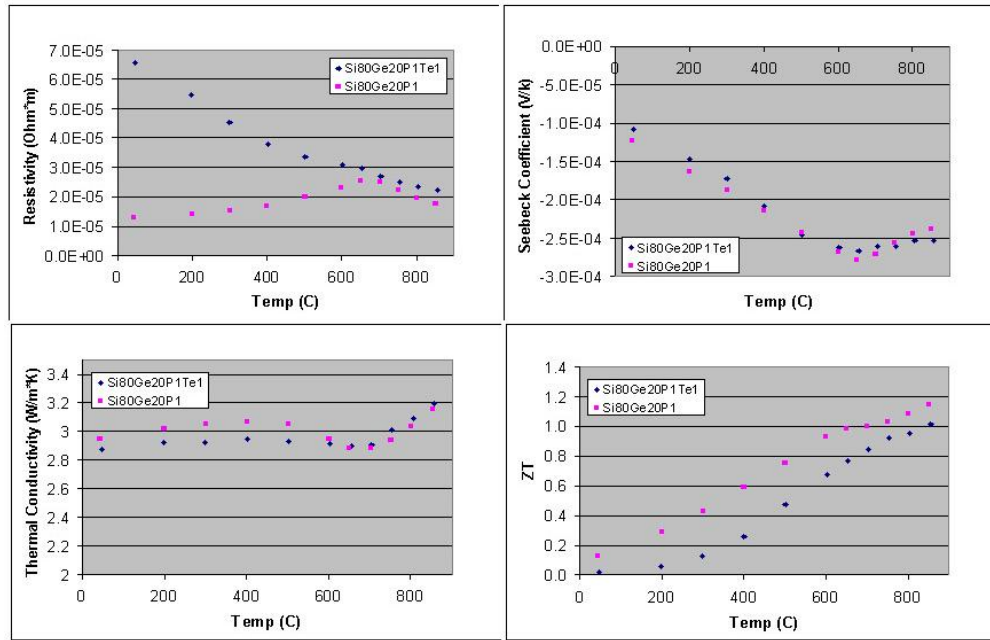 7.0E-05
6.0E-05
5.0E-05
4.0E-05
3.0E-05
2.0E-05
1.0E-05
0.0E+00
Resistivity (Ohm*m)
Si80Ge20P1Te1
Si80Ge20P1
0 200 400 600 800
Temp (C)
0.0E+00
-5.0E-05
-1.0E-04
-1.5E-04
-2.0E-04
-2.5E-04
-3.0E-04
Seebeck Coefficient (V/k)
0 200 400 600 800
Si80Ge20P1Te1
Si80Ge20P1
Temp (C)
3.4
3.2
3
2.8
2.6
2.4
2.2
2
Thermal Conductivity (W/m*K)
Si80Ge20P1Te1
Si80Ge20P1
0 200 400 600 800
Temp (C)
1.4
1.2
1.0
0.8
0.6
0.4
0.2
0.0
ZT
Si80Ge20P1Te1
Si80Ge20P1
0 200 400 600 800
Temp (C)